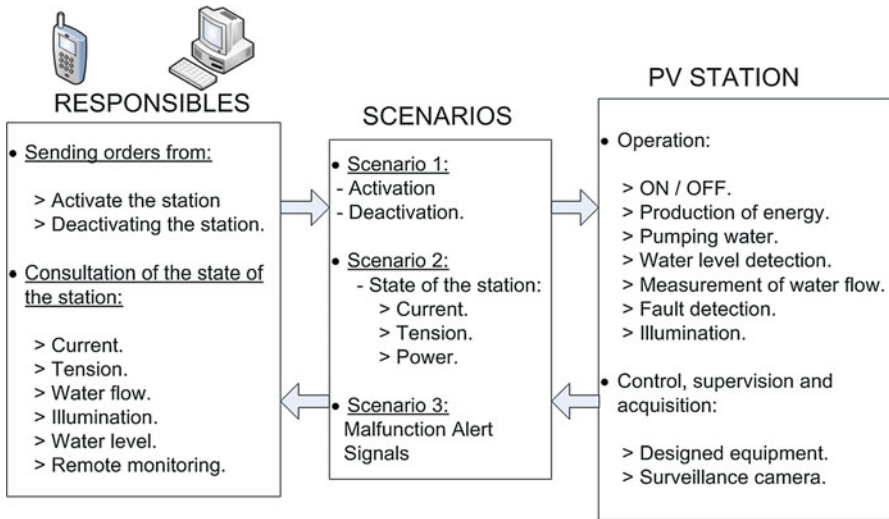 RESPONSIBLES
• Sending orders from:
> Activate the station
> Deactivating the station.
• Consultation of the state of
the station:
> Current.
> Tension.
> Water flow.
> Illumination.
> Water level.
> Remote monitoring.
SCENARIOS
• Scenario 1:
- Activation
- Deactivation.
• Scenario 2:
- State of the station:
> Current.
> Tension.
> Power.
• Scenario 3:
Malfunction Alert
Signals
PV STATION
• Operation:
> ON / OFF.
> Production of energy.
> Pumping water.
> Water level detection.
> Measurement of water flow.
> Fault detection.
> Illumination.
• Control, supervision and
acquisition:
> Designed equipment.
> Surveillance camera.